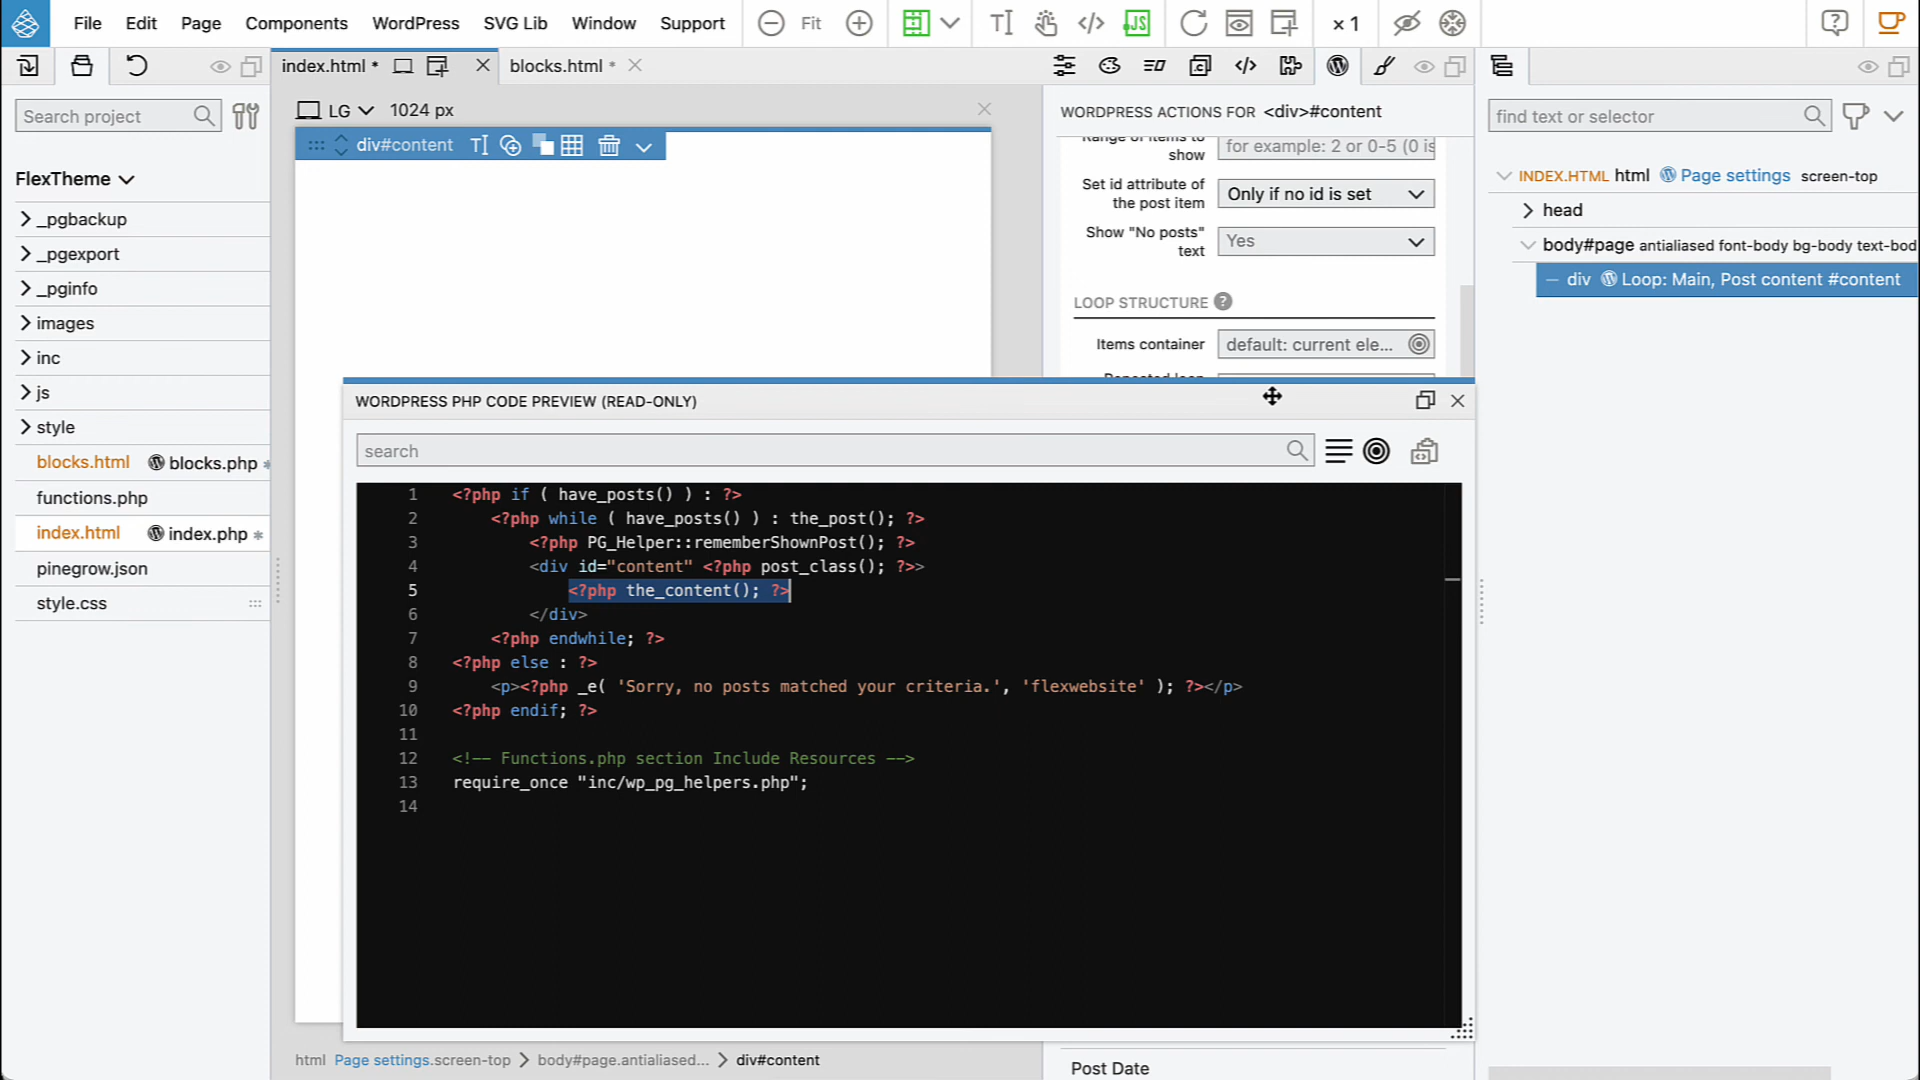 File Edit Page Components WordPress SVG Lib Window Support Fit JS × 1
index.html * blocks.html *
LG 1024 px
Search project
FlexTheme
_pgbackup
_pgexport
_pginfo
images
inc
js
style
blocks.html blocks.php *
functions.php
index.html index.php *
pinegrow.json
style.css
div#content
WORDPRESS ACTIONS FOR <div>#content
Range of items to show
for example: 2 or 0-5 (0 is
Set id attribute of the post item
Only if no id is set
Show "No posts" text
Yes
LOOP STRUCTURE
Items container
default: current ele...
Repeated loop
find text or selector
INDEX.HTML html Page settings screen-top
head
body#page antialiased font-body bg-body text-bod
div Loop: Main, Post content #content
WORDPRESS PHP CODE PREVIEW (READ-ONLY)
search
1 <?php if ( have_posts() ) : ?>
2 <?php while ( have_posts() ) : the_post(); ?>
3 <?php PG_Helper::rememberShownPost(); ?>
4 <div id="content" <?php post_class(); ?>>
5 <?php the_content(); ?>
6 </div>
7 <?php endwhile; ?>
8 <?php else : ?>
9 <p><?php _e( 'Sorry, no posts matched your criteria.', 'flexwebsite' ); ?></p>
10 <?php endif; ?>
11
12 <!-- Functions.php section Include Resources -->
13 require_once "inc/wp_pg_helpers.php";
14
html Page settings.screen-top body#page.antialiased... div#content
Post Date